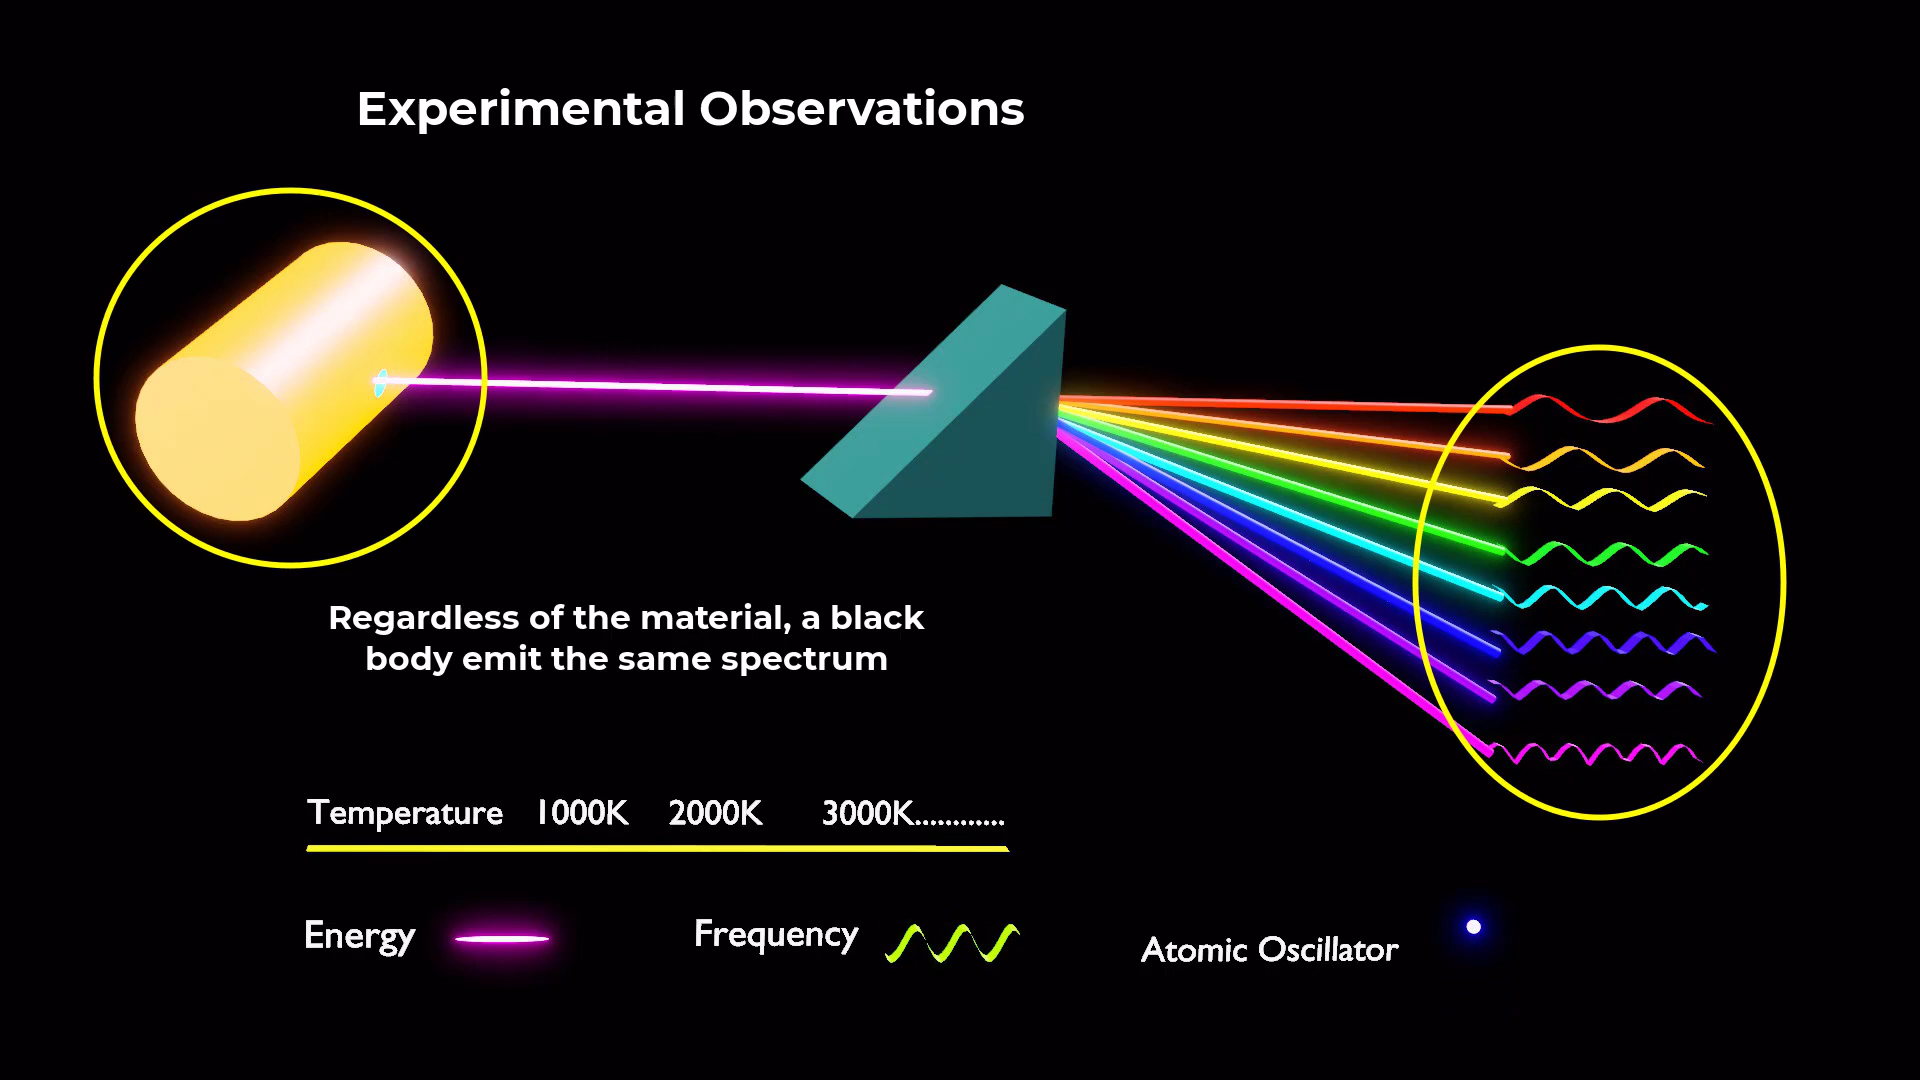 Experimental Observations
Regardless of the material, a black
body emit the same spectrum
Temperature 1000K 2000K 3000K............
Energy
Frequency
Atomic Oscillator